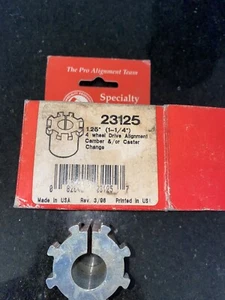 The Pro Alignment Team
Specialty
23125
1.25° (1-1/4°)
4 wheel Drive Alignment
Camber &/or Caster
Change
Made in USA Rev. 3/98 Printed in US